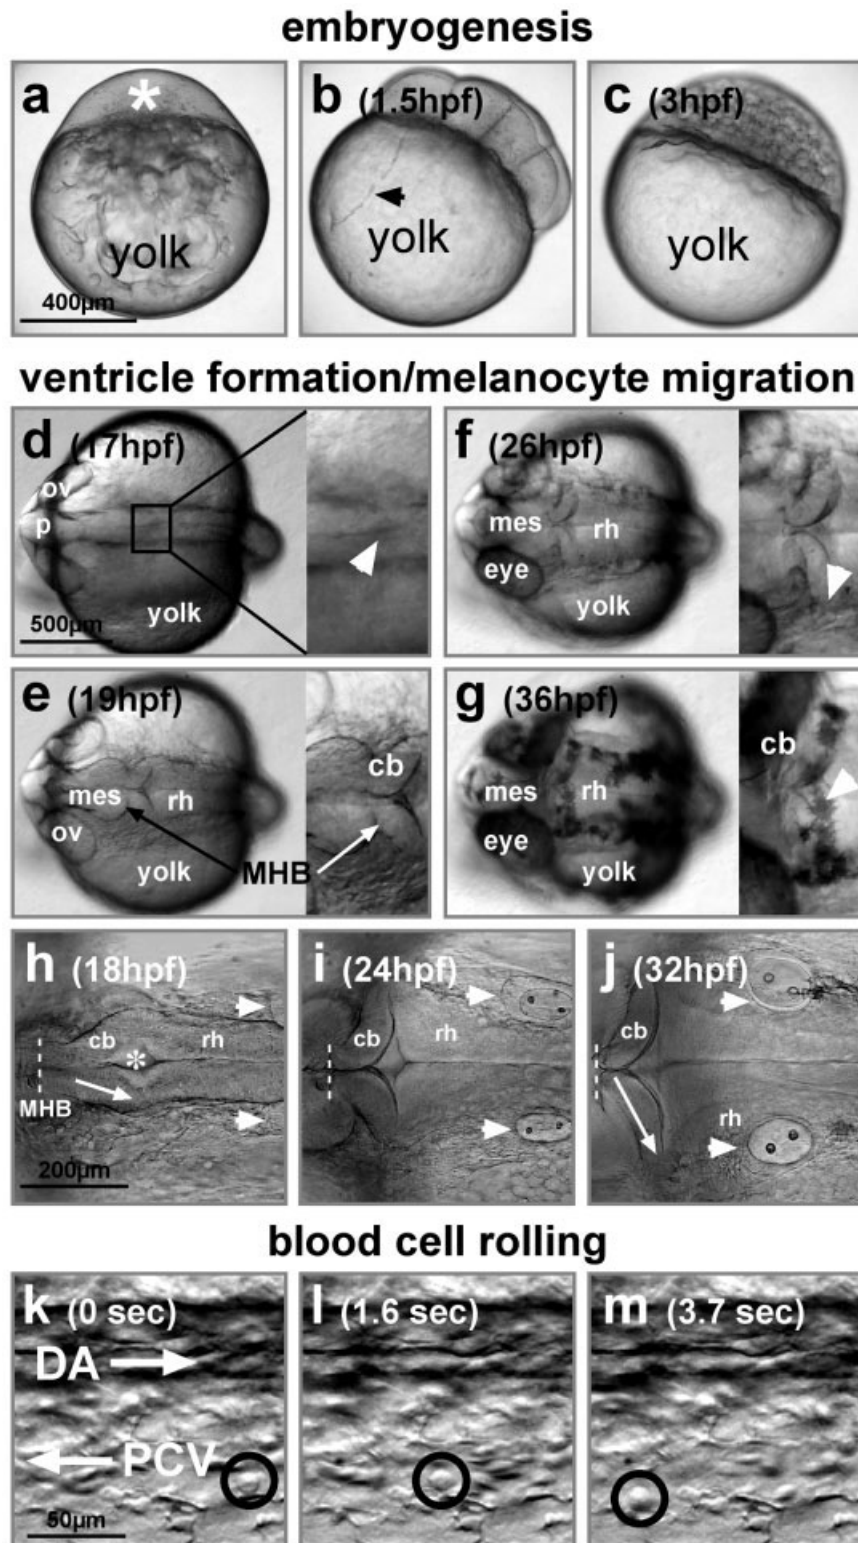 embryogenesis
a
*
yolk
400µm
b (1.5hpf)
yolk
c (3hpf)
yolk
ventricle formation/melanocyte migration
d (17hpf)
ov
p
yolk
500µm
f (26hpf)
mes rh
eye
yolk
e (19hpf)
cb
mes rh
ov
yolk
MHB
g (36hpf)
cb
mes rh
eye
yolk
h (18hpf)
cb rh
*
MHB
200µm
i (24hpf)
cb
rh
j (32hpf)
cb
rh
blood cell rolling
k (0 sec)
DA
PCV
50µm
l (1.6 sec)
m (3.7 sec)